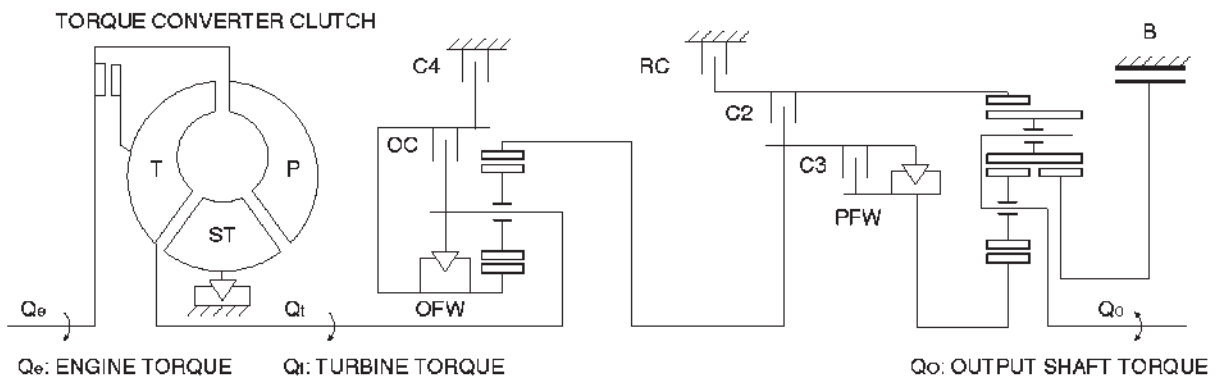 TORQUE CONVERTER CLUTCH
B
C4
RC
C2
OC
T
P
C3
ST
PFW
OFW
Qe
Qt
Qo
Qe: ENGINE TORQUE
Qt: TURBINE TORQUE
Qo: OUTPUT SHAFT TORQUE